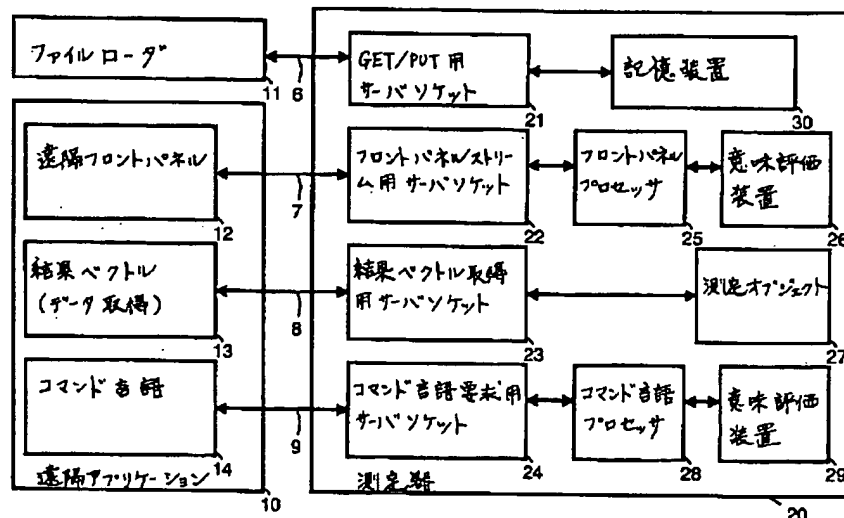 ファイルローダ
11
6
GET/PUT用
サーバソケット
21
記憶装置
30
遠隔フロントパネル
12
7
フロントパネルストリ
ーム用サーバソケット
22
フロントパネル
プロセッサ
25
意味評価
装置
26
結果ベクトル
(データ取得)
13
8
結果ベクトル取得
用サーバソケット
23
測定オブジェクト
27
コマンド言語
14
9
コマンド言語要求用
サーバソケット
24
コマンド言語
プロセッサ
28
意味評価
装置
29
遠隔アプリケーション
10
測定器
20